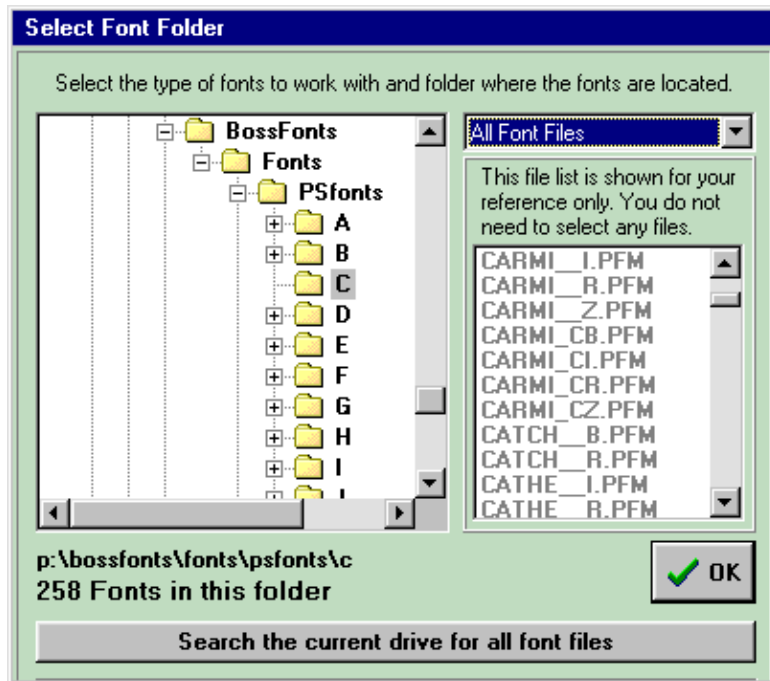 Select Font Folder
Select the type of fonts to work with and folder where the fonts are located.
BossFonts
Fonts
PSfonts
A
B
C
D
E
F
G
H
I
J
All Font Files
This file list is shown for your
reference only. You do not
need to select any files.
CARMI__I.PFM
CARMI__R.PFM
CARMI__Z.PFM
CARMI_CB.PFM
CARMI_CI.PFM
CARMI_CR.PFM
CARMI_CZ.PFM
CATCH__B.PFM
CATCH__R.PFM
CATHE__I.PFM
CATHE__R.PFM
p:\bossfonts\fonts\psfonts\c
258 Fonts in this folder
OK
Search the current drive for all font files